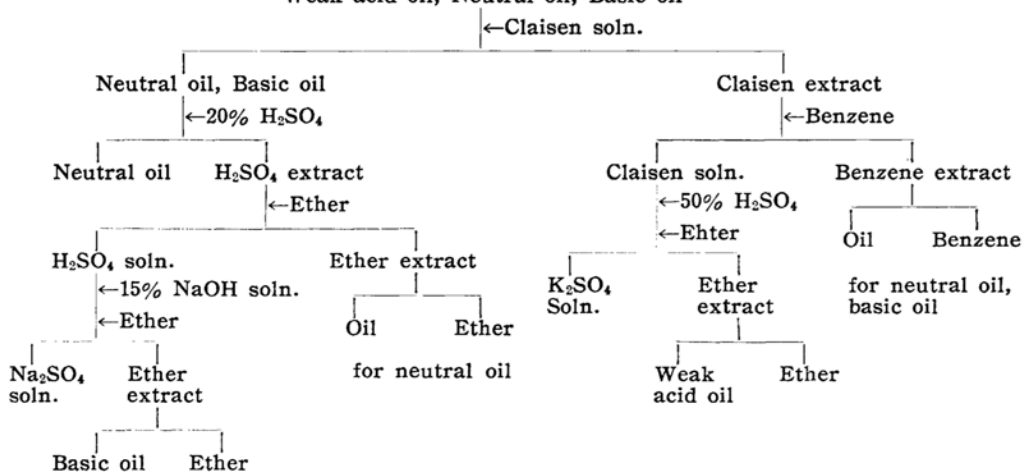 Weak acid oil, Neutral oil, Basic oil
←Claisen soln.
Neutral oil, Basic oil Claisen extract
←20% H₂SO₄ ←Benzene
Neutral oil H₂SO₄ extract Claisen soln. Benzene extract
←Ether ←50% H₂SO₄
←Ehter Oil Benzene
H₂SO₄ soln. Ether extract K₂SO₄ Ether for neutral oil,
←15% NaOH soln. Soln. extract basic oil
←Ether Oil Ether
Na₂SO₄ Ether for neutral oil Weak Ether
soln. extract acid oil
Basic oil Ether